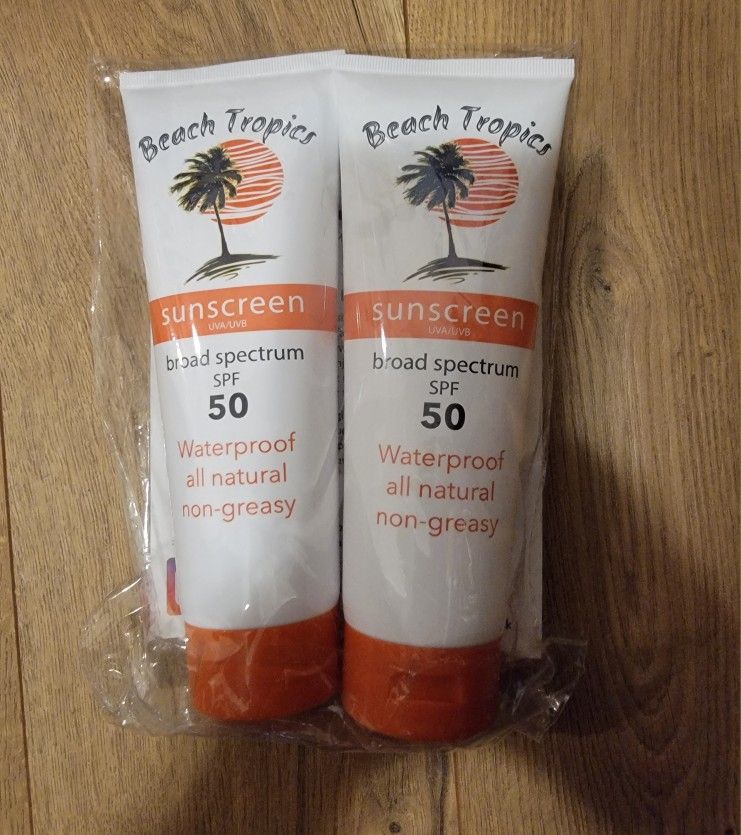 Beach Tropics
sunscreen
UVA/UVB
broad spectrum
SPF
50
Waterproof
all natural
non-greasy
Beach Tropics
sunscreen
UVA/UVB
broad spectrum
SPF
50
Waterproof
all natural
non-greasy